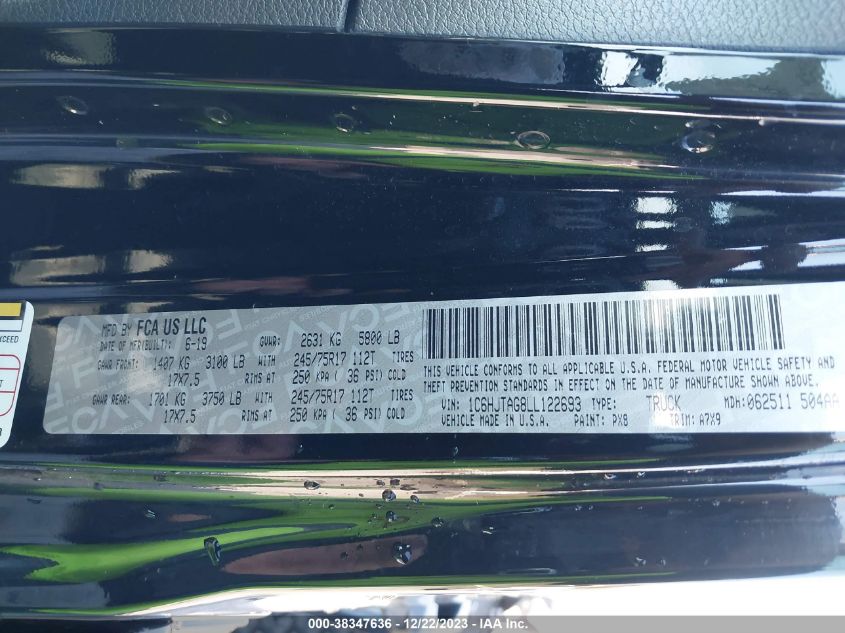 MFD BY FCA US LLC
DATE OF MFR(BUILT): 6-19 GVWR: 2631 KG 5800 LB
GAWR FRONT: 1407 KG 3100 LB WITH 245/75R17 112T TIRES
17X7.5 RIMS AT 250 KPA ( 36 PSI) COLD
GAWR REAR: 1701 KG 3750 LB WITH 245/75R17 112T TIRES
17X7.5 RIMS AT 250 KPA ( 36 PSI) COLD
THIS VEHICLE CONFORMS TO ALL APPLICABLE U.S.A. FEDERAL MOTOR VEHICLE SAFETY AND
THEFT PREVENTION STANDARDS IN EFFECT ON THE DATE OF MANUFACTURE SHOWN ABOVE.
VIN: 1C6HJTAG8LL122693 TYPE: TRUCK MDH: 062511 504AA
VEHICLE MADE IN U.S.A. PAINT: PX8 TRIM: A7X9
EXCEED
000-38347636 - 12/22/2023 - IAA Inc.